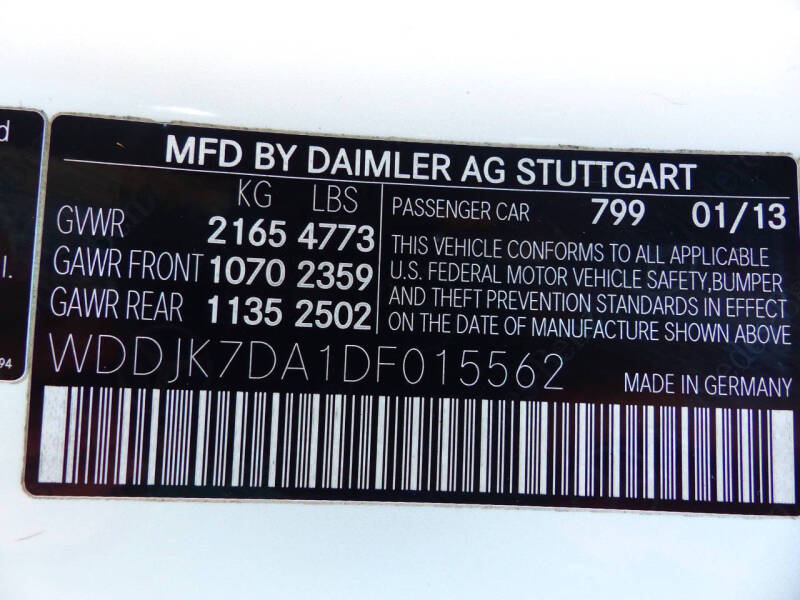 d
l.
94
MFD BY DAIMLER AG STUTTGART
KG LBS
GVWR 2165 4773
GAWR FRONT 1070 2359
GAWR REAR 1135 2502
PASSENGER CAR 799 01/13
THIS VEHICLE CONFORMS TO ALL APPLICABLE
U.S. FEDERAL MOTOR VEHICLE SAFETY,BUMPER
AND THEFT PREVENTION STANDARDS IN EFFECT
ON THE DATE OF MANUFACTURE SHOWN ABOVE
WDDJK7DA1DF015562
MADE IN GERMANY